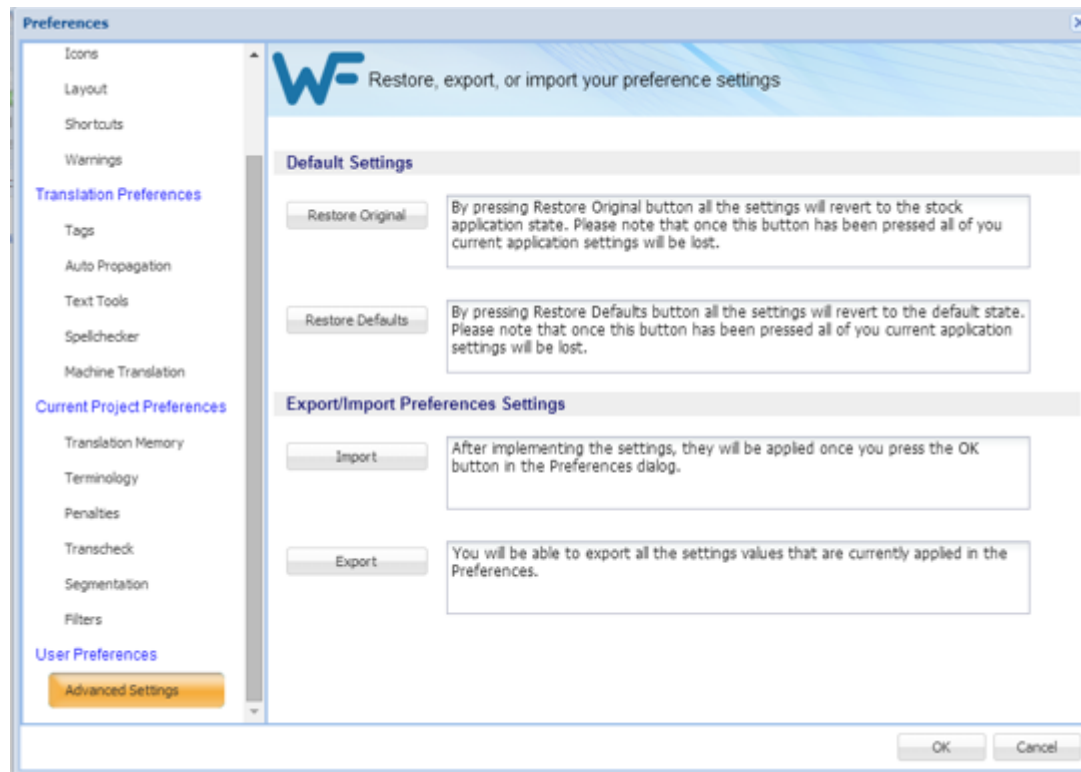 Preferences
Icons
Layout
Shortcuts
Warnings
Translation Preferences
Tags
Auto Propagation
Text Tools
Spellchecker
Machine Translation
Current Project Preferences
Translation Memory
Terminology
Penalties
Transcheck
Segmentation
Filters
User Preferences
Advanced Settings
WF
Restore, export, or import your preference settings
Default Settings
Restore Original
By pressing Restore Original button all the settings will revert to the stock
application state. Please note that once this button has been pressed all of you
current application settings will be lost.
Restore Defaults
By pressing Restore Defaults button all the settings will revert to the default state.
Please note that once this button has been pressed all of you current application
settings will be lost.
Export/Import Preferences Settings
Import
After implementing the settings, they will be applied once you press the OK
button in the Preferences dialog.
Export
You will be able to export all the settings values that are currently applied in the
Preferences.
OK
Cancel